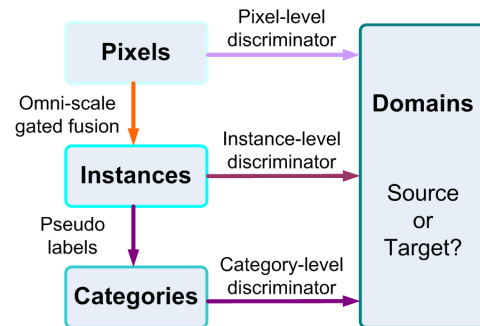 Pixels
Pixel-level
discriminator
Domains
Omni-scale
gated fusion
Instances
Instance-level
discriminator
Source
or
Target?
Pseudo
labels
Categories
Category-level
discriminator